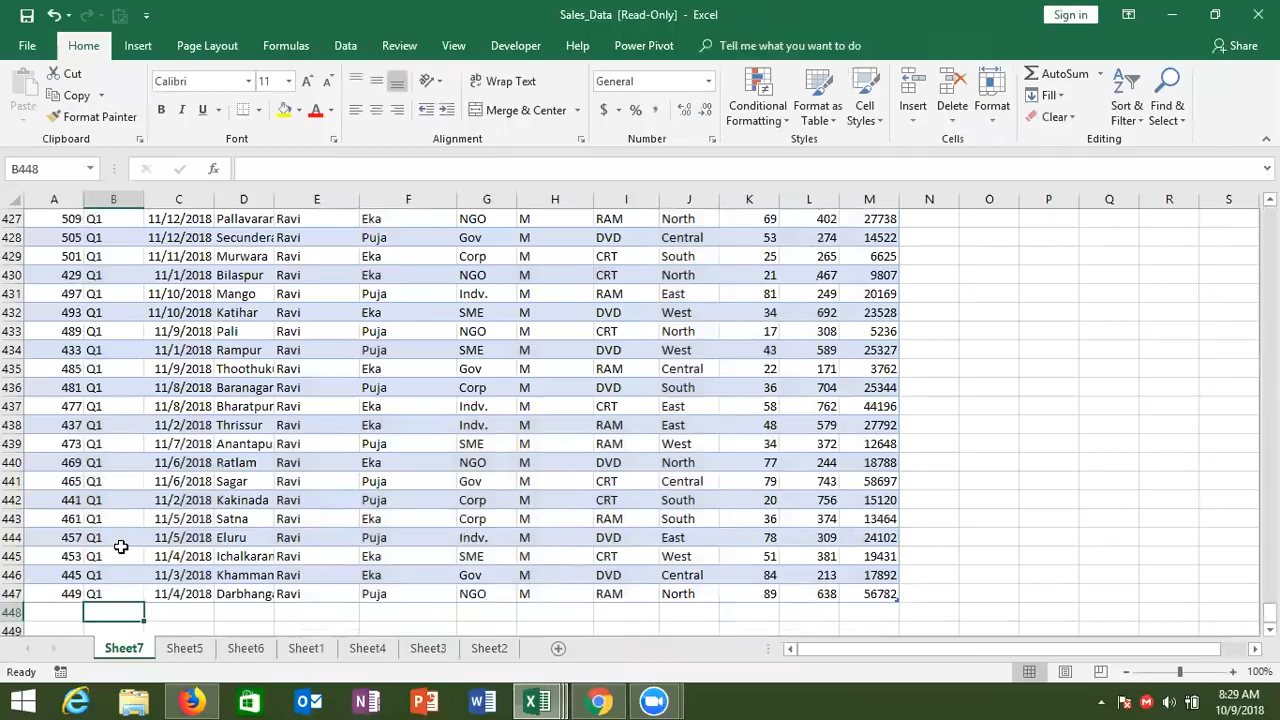 Sales_Data [Read-Only] - Excel
Sign in
File Home Insert Page Layout Formulas Data Review View Developer Help Power Pivot Tell me what you want to do Share
Paste
Cut
Copy
Format Painter
Clipboard
Calibri 11
B I U
Font
Wrap Text
Merge & Center
Alignment
General
$ % ,
Number
Conditional Formatting
Format as Table
Cell Styles
Styles
Insert Delete Format
Cells
AutoSum
Fill
Clear
Sort & Filter
Find & Select
Editing
B448 fx
A B C D E F G H I J K L M N O P Q R S
427 509 Q1 11/12/2018 Pallavaram Ravi Eka NGO M RAM North 69 402 27738
428 505 Q1 11/12/2018 Secundera Ravi Puja Gov M DVD Central 53 274 14522
429 501 Q1 11/11/2018 Murwara Ravi Eka Corp M CRT South 25 265 6625
430 429 Q1 11/1/2018 Bilaspur Ravi Eka NGO M CRT North 21 467 9807
431 497 Q1 11/10/2018 Mango Ravi Eka Indv. M RAM East 81 249 20169
432 493 Q1 11/10/2018 Katihar Ravi Eka SME M DVD West 34 692 23528
433 489 Q1 11/9/2018 Pali Ravi Puja NGO M CRT North 17 308 5236
434 433 Q1 11/1/2018 Rampur Ravi Puja SME M DVD West 43 589 25327
435 485 Q1 11/9/2018 Thoothuku Ravi Eka Gov M RAM Central 22 171 3762
436 481 Q1 11/8/2018 Baranagar Ravi Puja Corp M DVD South 36 704 25344
437 477 Q1 11/8/2018 Bharatpur Ravi Eka Indv. M CRT East 58 762 44196
438 437 Q1 11/2/2018 Thrissur Ravi Eka Indv. M RAM East 48 579 27792
439 473 Q1 11/7/2018 Anantapu Ravi Puja SME M RAM West 34 372 12648
440 469 Q1 11/6/2018 Ratlam Ravi Eka NGO M DVD North 77 244 18788
441 465 Q1 11/6/2018 Sagar Ravi Puja Gov M CRT Central 79 743 58697
442 441 Q1 11/2/2018 Kakinada Ravi Puja Corp M CRT South 20 756 15120
443 461 Q1 11/5/2018 Satna Ravi Eka Corp M RAM South 36 374 13464
444 457 Q1 11/5/2018 Eluru Ravi Puja Indv. M DVD East 78 309 24102
445 453 Q1 11/4/2018 Ichalkaran Ravi Eka SME M CRT West 51 381 19431
446 445 Q1 11/3/2018 Khamman Ravi Eka Gov M DVD Central 84 213 17892
447 449 Q1 11/4/2018 Darbhanga Ravi Puja NGO M RAM North 89 638 56782
448
449
Sheet7 Sheet5 Sheet6 Sheet1 Sheet4 Sheet3 Sheet2
Ready
100%
8:29 AM
10/9/2018